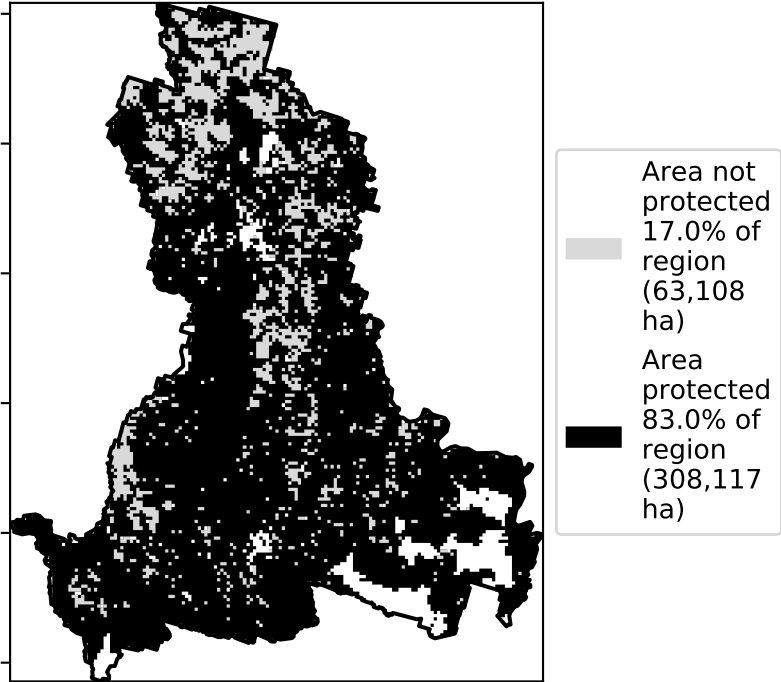 Area not
protected
17.0% of
region
(63,108
ha)
Area
protected
83.0% of
region
(308,117
ha)